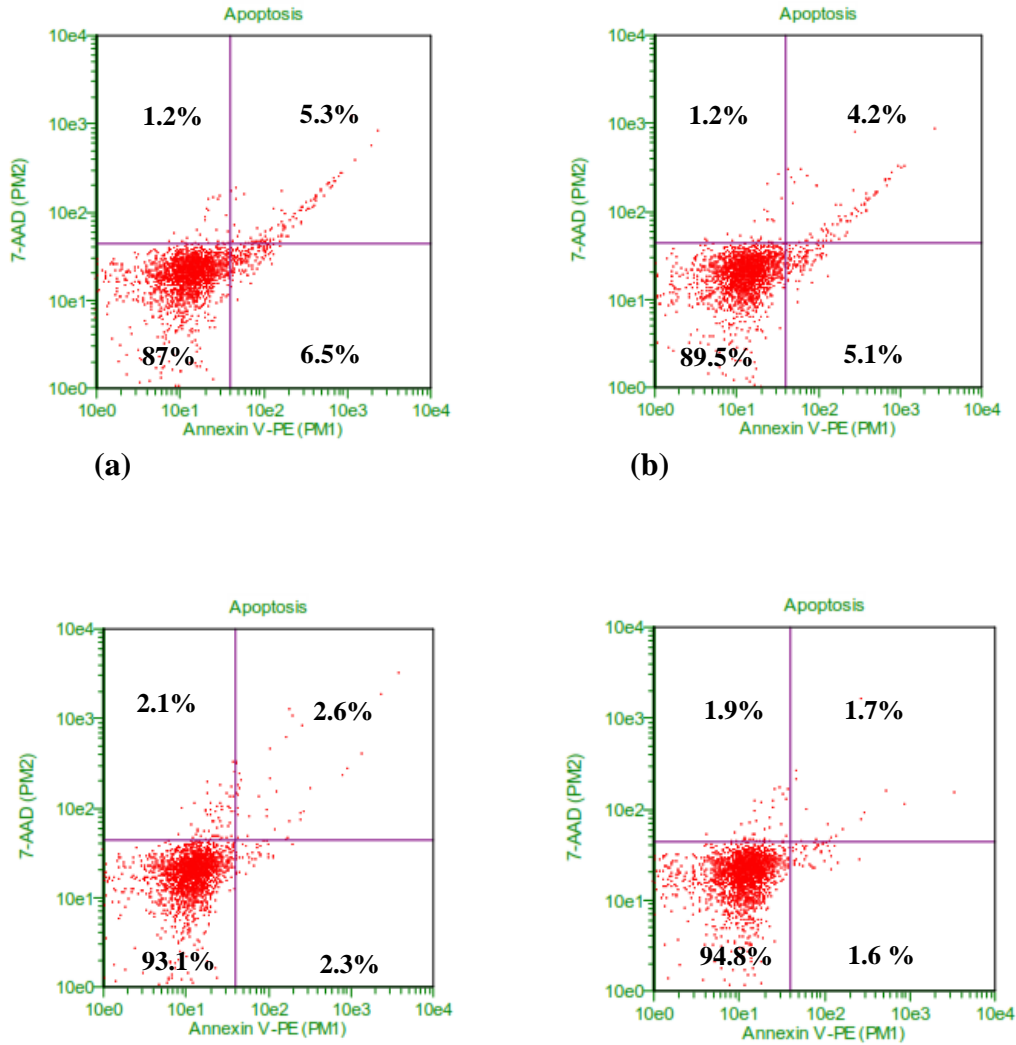 Apoptosis
10e4
10e3
10e2
10e1
10e0
7-AAD (PM2)
1.2%
5.3%
87%
6.5%
10e0 10e1 10e2 10e3 10e4
Annexin V-PE (PM1)
(a)
Apoptosis
10e4
10e3
10e2
10e1
10e0
7-AAD (PM2)
1.2%
4.2%
89.5%
5.1%
10e0 10e1 10e2 10e3 10e4
Annexin V-PE (PM1)
(b)
Apoptosis
10e4
10e3
10e2
10e1
10e0
7-AAD (PM2)
2.1%
2.6%
93.1%
2.3%
10e0 10e1 10e2 10e3 10e4
Annexin V-PE (PM1)
Apoptosis
10e4
10e3
10e2
10e1
10e0
7-AAD (PM2)
1.9%
1.7%
94.8%
1.6 %
10e0 10e1 10e2 10e3 10e4
Annexin V-PE (PM1)